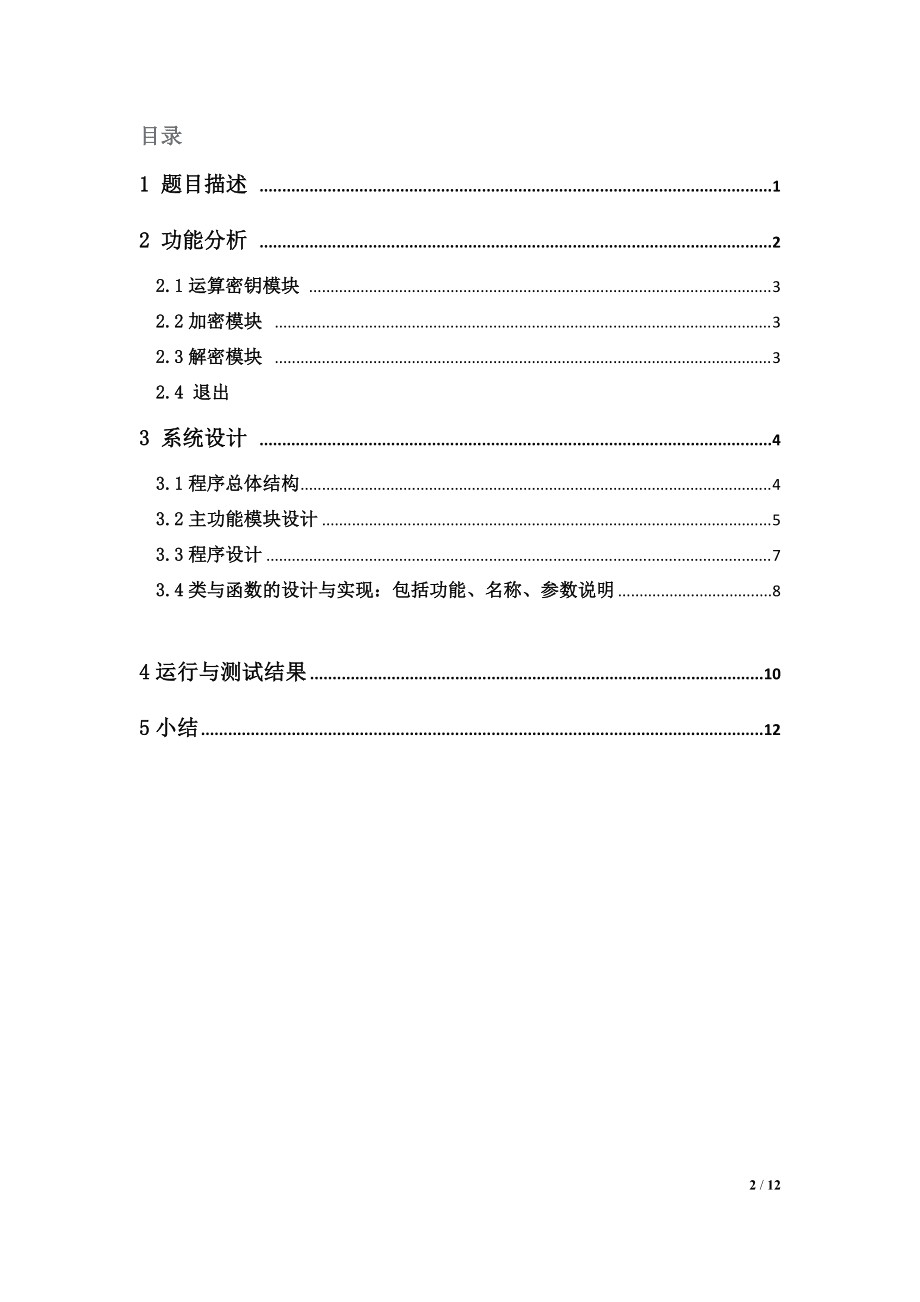 目录
1 题目描述 ........................................ 1
2 功能分析 ........................................ 2
2.1运算密钥模块 ........................................ 3
2.2加密模块 ........................................ 3
2.3解密模块 ........................................ 3
2.4 退出
3 系统设计 ........................................ 4
3.1程序总体结构 ........................................ 4
3.2主功能模块设计 ........................................ 5
3.3程序设计 ........................................ 7
3.4类与函数的设计与实现：包括功能、名称、参数说明 ........................................ 8
4运行与测试结果 ........................................ 10
5小结 ........................................ 12
2 / 12